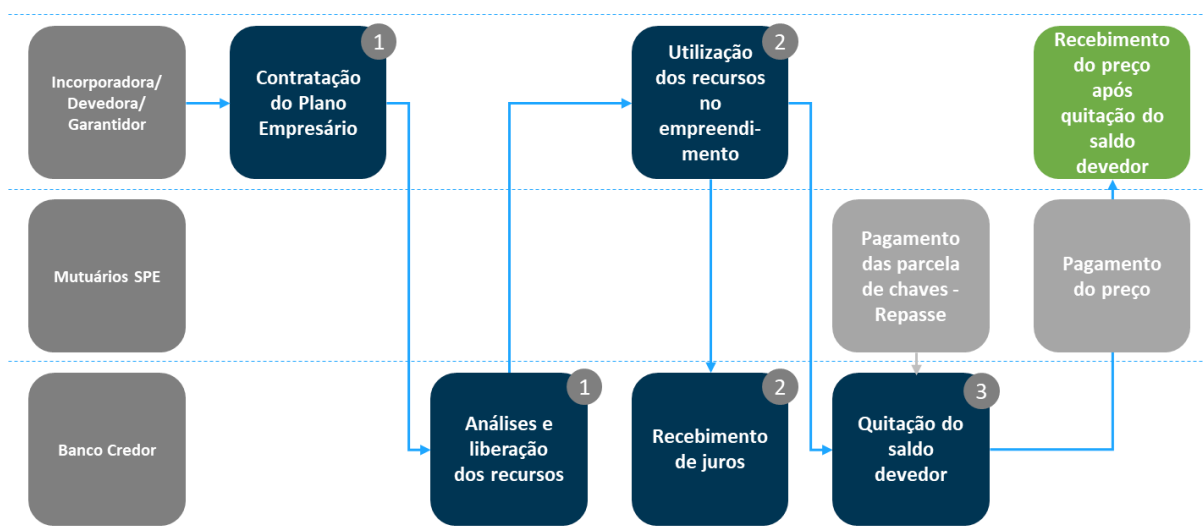 Incorporadora/
Devedora/
Garantidor
1
Contratação
do Plano
Empresário
2
Utilização
dos recursos
no
empreendi-
mento
Recebimento
do preço
após
quitação do
saldo
devedor
Mutuários SPE
Pagamento
das parcela
de chaves -
Repasse
Pagamento
do preço
Banco Credor
1
Análises e
liberação
dos recursos
2
Recebimento
de juros
3
Quitação do
saldo
devedor